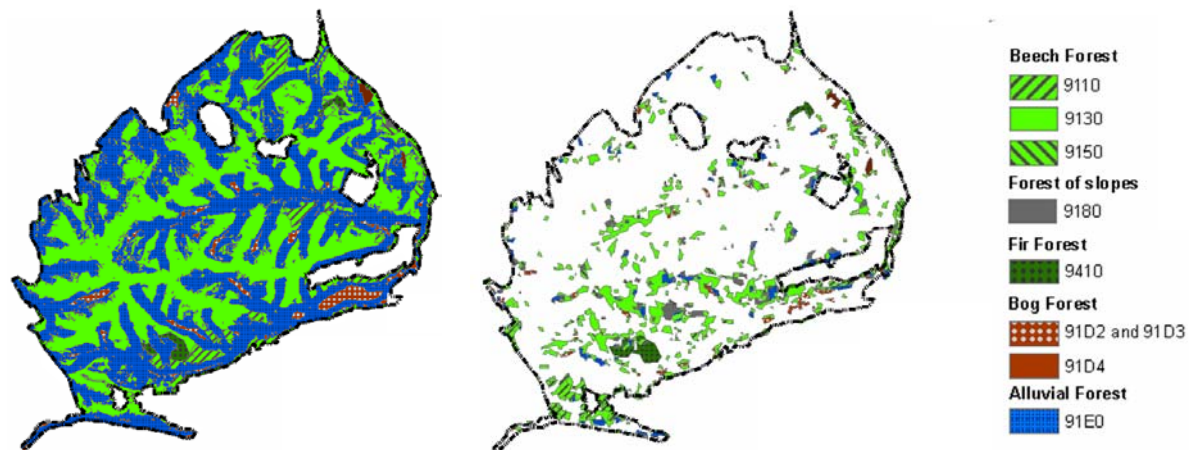 Beech Forest
9110
9130
9150
Forest of slopes
9180
Fir Forest
9410
Bog Forest
91D2 and 91D3
91D4
Alluvial Forest
91E0